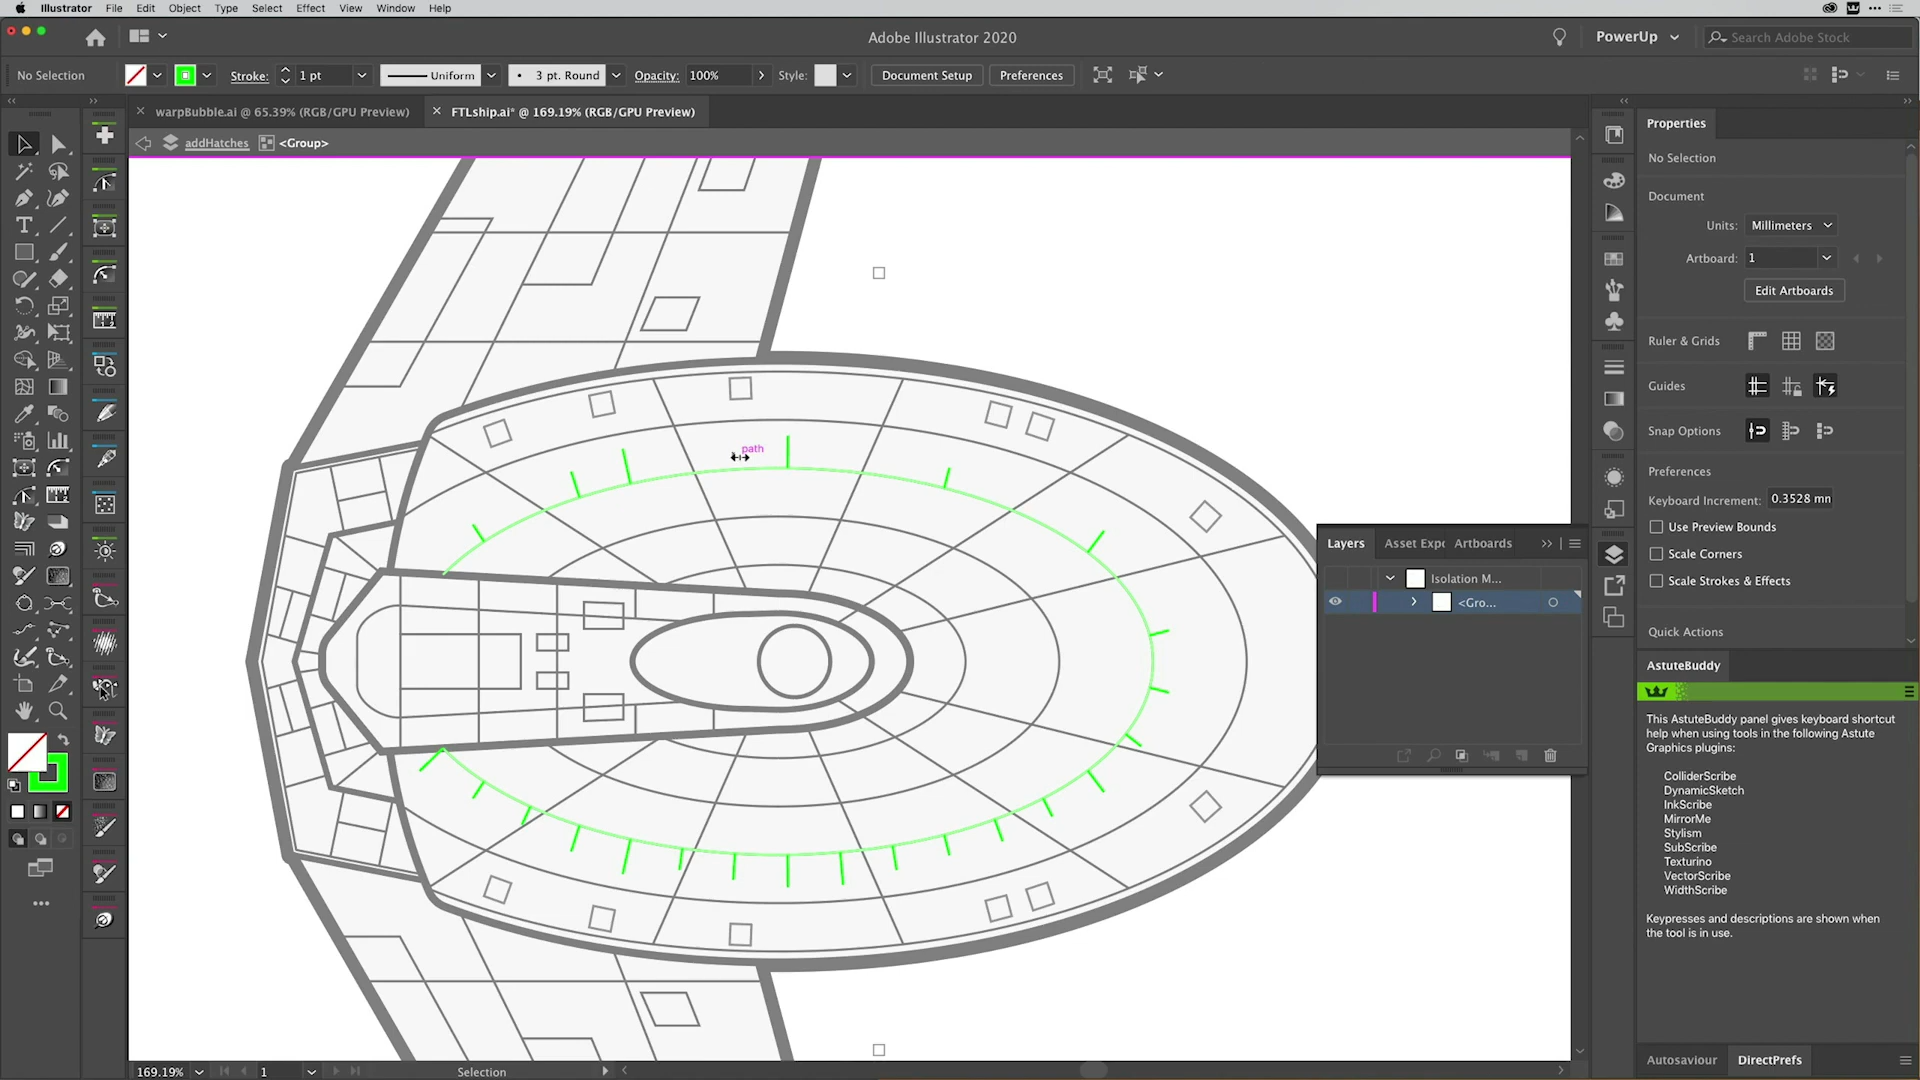 Illustrator File Edit Object Type Select Effect View Window Help
Adobe Illustrator 2020
PowerUp
Search Adobe Stock
No Selection
Stroke:
1 pt
Uniform
3 pt. Round
Opacity:
100%
Style:
Document Setup
Preferences
warpBubble.ai @ 65.39% (RGB/GPU Preview)
FTLship.ai* @ 169.19% (RGB/GPU Preview)
addHatches
<Group>
path
Layers
Asset Expo
Artboards
Isolation M...
<Gro...
Properties
No Selection
Document
Units:
Millimeters
Artboard:
1
Edit Artboards
Ruler & Grids
Guides
Snap Options
Preferences
Keyboard Increment:
0.3528 mn
Use Preview Bounds
Scale Corners
Scale Strokes & Effects
Quick Actions
AstuteBuddy
This AstuteBuddy panel gives keyboard shortcut
help when using tools in the following Astute
Graphics plugins:
ColliderScribe
DynamicSketch
InkScribe
MirrorMe
Stylism
SubScribe
Texturino
VectorScribe
WidthScribe
Keypresses and descriptions are shown when
the tool is in use.
Autosaviour
DirectPrefs
169.19%
1
Selection